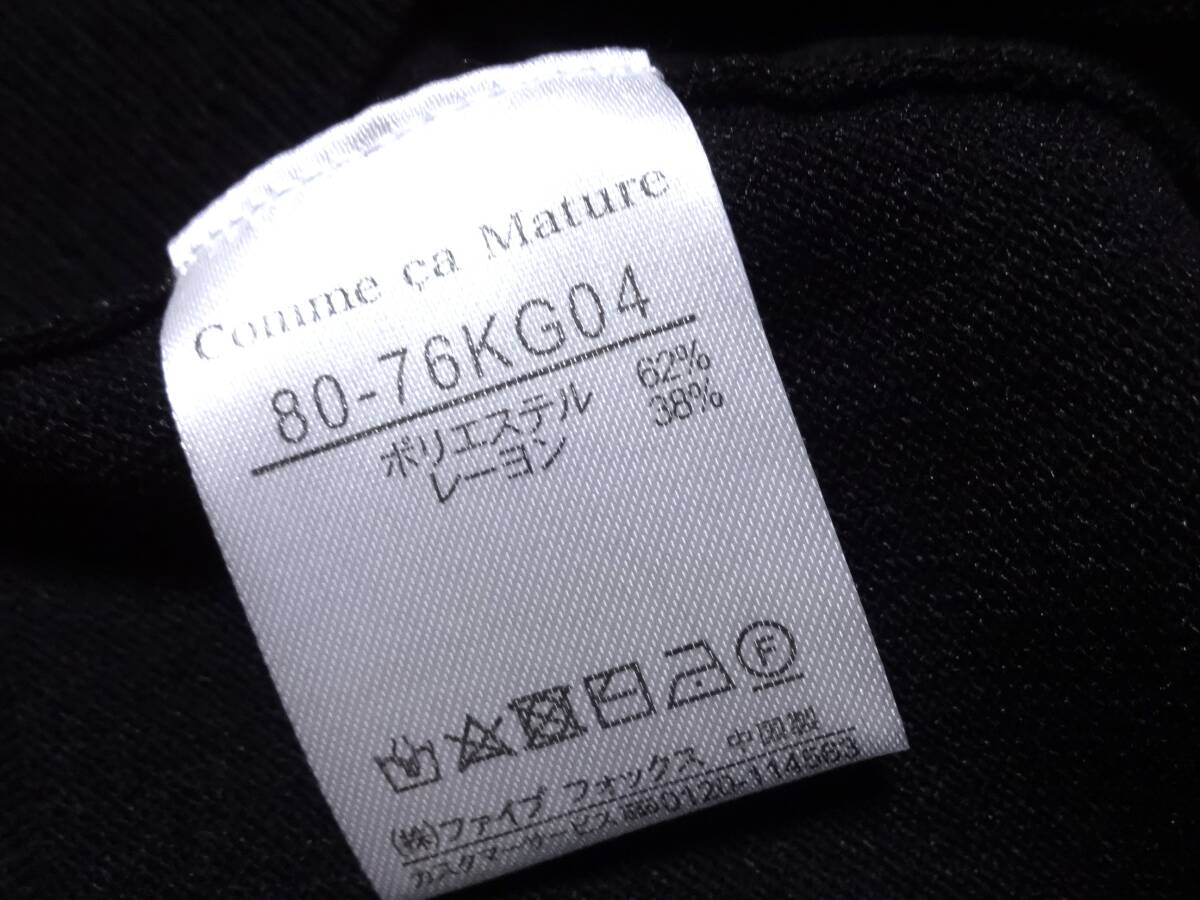 Comme ça Mature
80-76KG04
ポリエステル 62%
レーヨン 38%
F
(株)ファイブ フォックス 中国製
カスタマーサービス 0120-114563